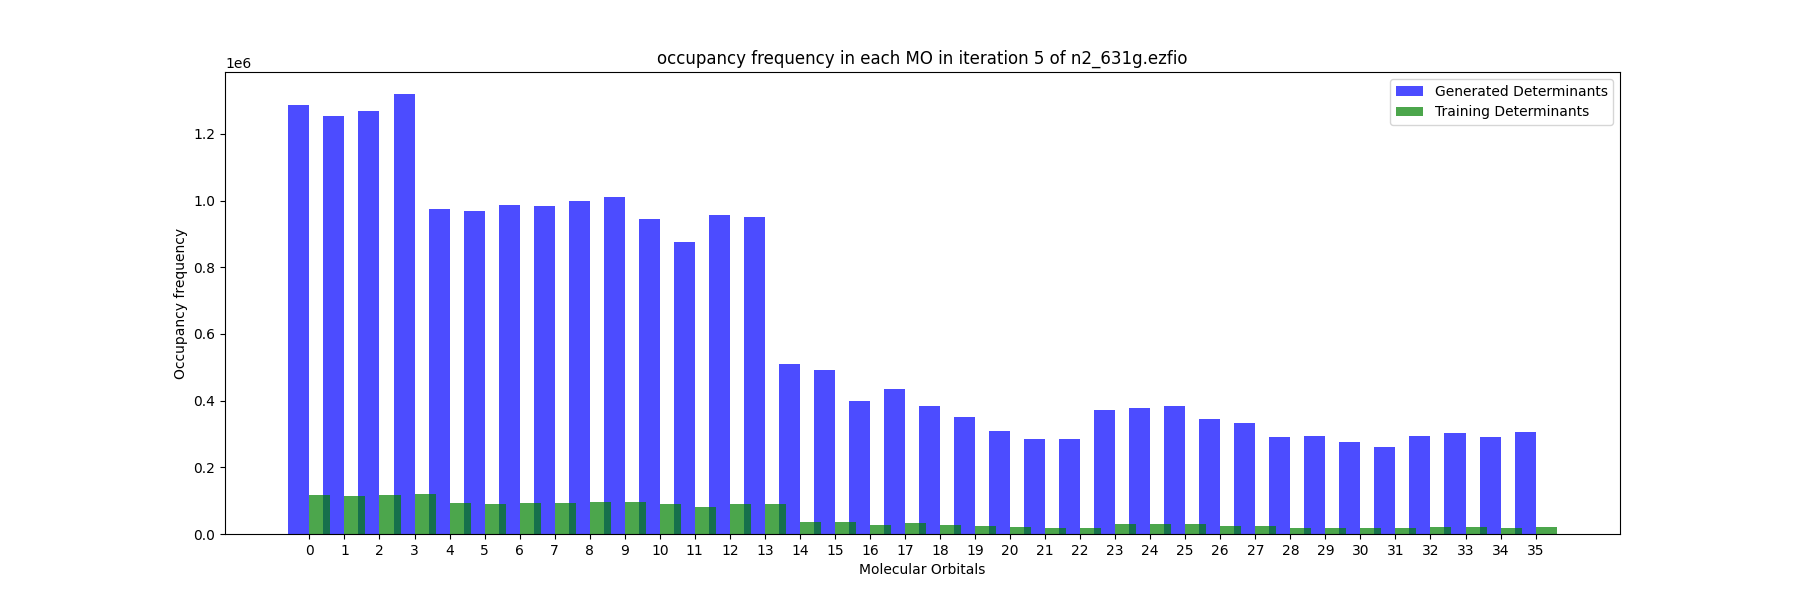 occupancy frequency in each MO in iteration 5 of n2_631g.ezfio
1e6
Generated Determinants
Training Determinants
1.2
1.0
0.8
0.6
0.4
0.2
0.0
Occupancy frequency
0 1 2 3 4 5 6 7 8 9 10 11 12 13 14 15 16 17 18 19 20 21 22 23 24 25 26 27 28 29 30 31 32 33 34 35
Molecular Orbitals